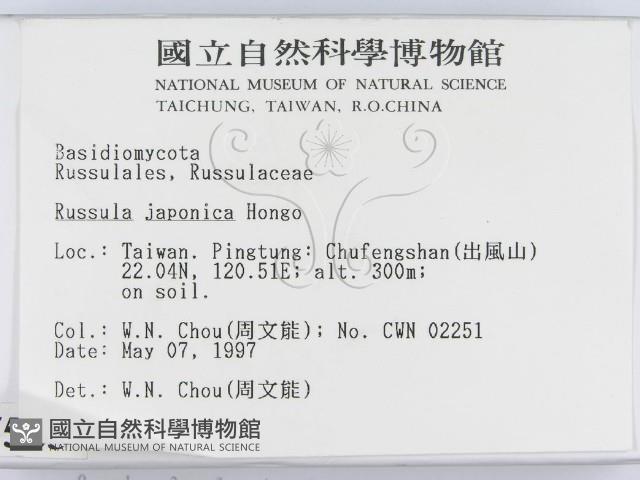 國立自然科學博物館
NATIONAL MUSEUM OF NATURAL SCIENCE
TAICHUNG, TAIWAN, R.O.CHINA
Basidiomycota
Russulales, Russulaceae
Russula japonica Hongo
Loc.: Taiwan. Pingtung: Chufengshan(出風山)
22.04N, 120.51E; alt. 300m;
on soil.
Col.: W.N. Chou(周文能); No. CWN 02251
Date: May 07, 1997
Det.: W.N. Chou(周文能)
國立自然科學博物館
NATIONAL MUSEUM OF NATURAL SCIENCE